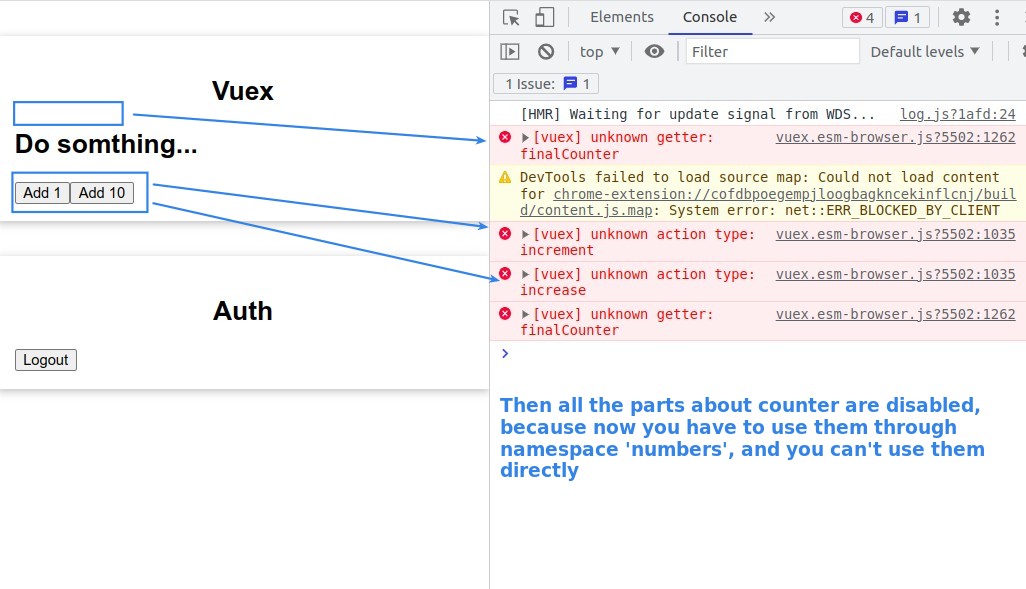 Vuex
Do somthing...
Add 1 Add 10
Auth
Logout
Elements Console » 4 1
top ▼ Filter Default levels ▼
1 Issue: 1
[HMR] Waiting for update signal from WDS... log.js?1afd:24
[vuex] unknown getter: vuex.esm-browser.js?5502:1262
finalCounter
DevTools failed to load source map: Could not load content
for chrome-extension://cofdbpoegempjloogbagkncekinflcnj/buil
d/content.js.map: System error: net::ERR_BLOCKED_BY_CLIENT
[vuex] unknown action type: vuex.esm-browser.js?5502:1035
increment
[vuex] unknown action type: vuex.esm-browser.js?5502:1035
increase
[vuex] unknown getter: vuex.esm-browser.js?5502:1262
finalCounter
Then all the parts about counter are disabled,
because now you have to use them through
namespace 'numbers', and you can't use them
directly